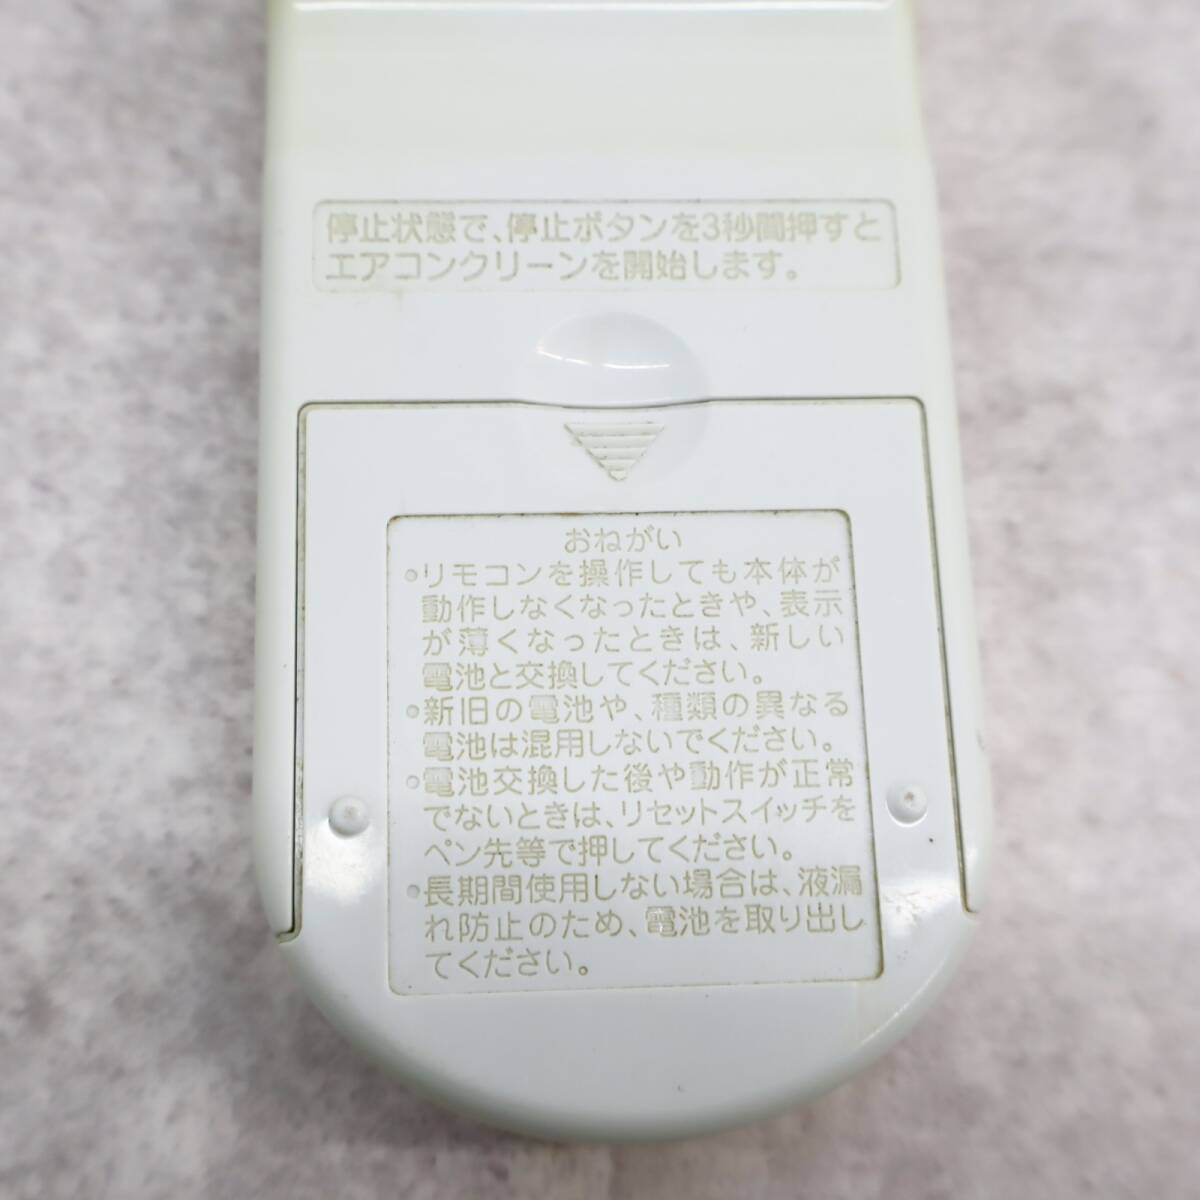 停止状態で、停止ボタンを3秒間押すと
エアコンクリーンを開始します。
おねがい
●リモコンを操作しても本体が
動作しなくなったときや、表示
が薄くなったときは、新しい
電池と交換してください。
●新旧の電池や、種類の異なる
電池は混用しないでください。
●電池交換した後や動作が正常
でないときは、リセットスイッチを
ペン先等で押してください。
●長期間使用しない場合は、液漏
れ防止のため、電池を取り出し
てください。